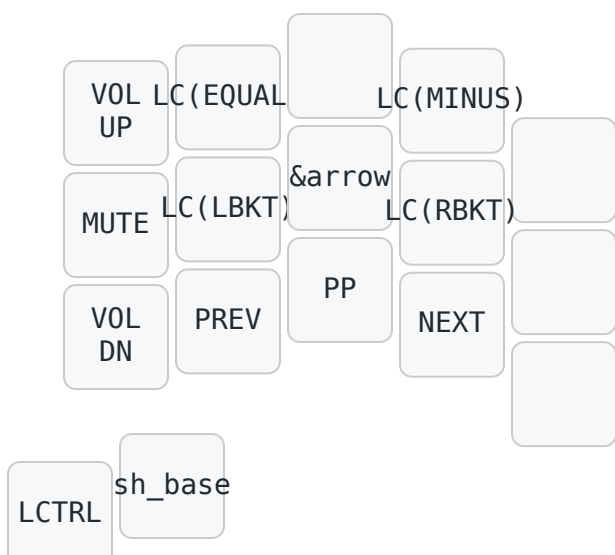 VOL
UP
LC(EQUAL
LC(MINUS)
MUTE
LC(LBKT)
&arrow
LC(RBKT)
VOL
DN
PREV
PP
NEXT
LCTRL
sh_base